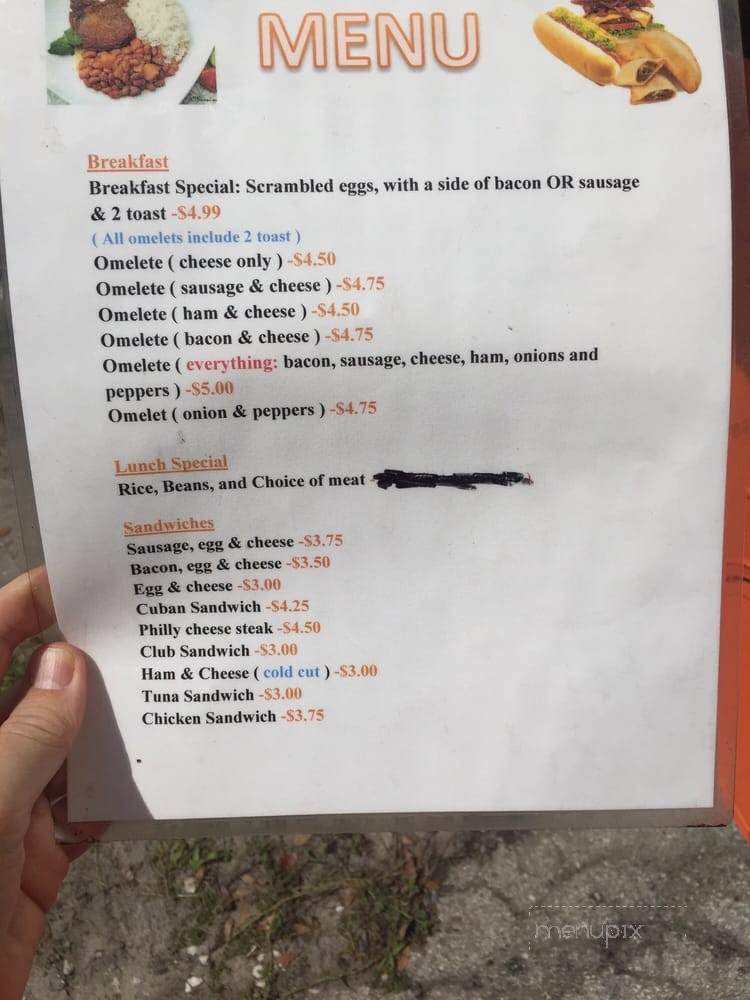 MENU
Breakfast
Breakfast Special: Scrambled eggs, with a side of bacon OR sausage
& 2 toast -$4.99
( All omelets include 2 toast )
Omelete ( cheese only ) -$4.50
Omelete ( sausage & cheese ) -$4.75
Omelete ( ham & cheese ) -$4.50
Omelete ( bacon & cheese ) -$4.75
Omelete ( everything: bacon, sausage, cheese, ham, onions and
peppers ) -$5.00
Omelet ( onion & peppers ) -$4.75
Lunch Special
Rice, Beans, and Choice of meat -
Sandwiches
Sausage, egg & cheese -$3.75
Bacon, egg & cheese -$3.50
Egg & cheese -$3.00
Cuban Sandwich -$4.25
Philly cheese steak -$4.50
Club Sandwich -$3.00
Ham & Cheese ( cold cut ) -$3.00
Tuna Sandwich -$3.00
Chicken Sandwich -$3.75
menupix